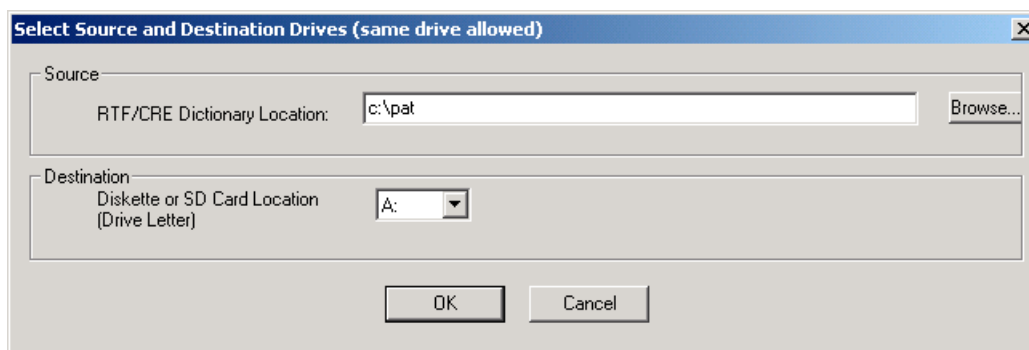 Select Source and Destination Drives (same drive allowed)
Source
RTF/CRE Dictionary Location:
c:\pat
Browse...
Destination
Diskette or SD Card Location
(Drive Letter)
A:
OK
Cancel